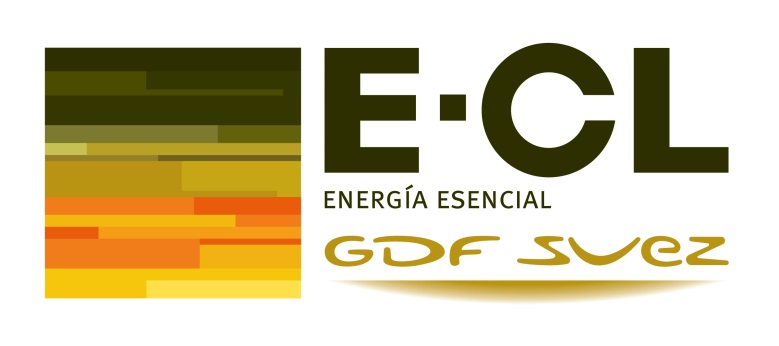 E·CL
ENERGÍA ESENCIAL
GDF SUEZ